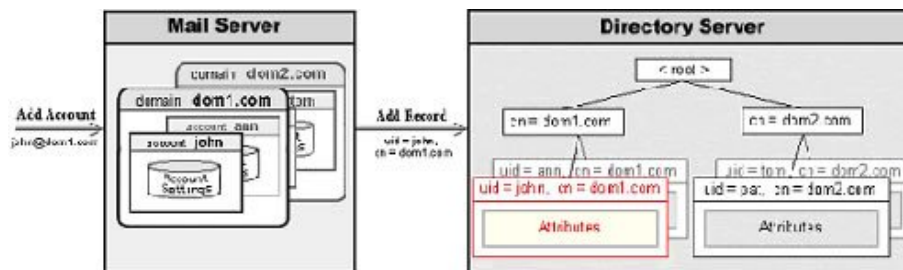 Mail Server
Directory Server
domain dom2.com
< root >
domain dom1.com
Add Account
john@dom1.com
account ann
account john
Account
Settings
Add Record
uid = john,
cn = dom1.com
cn = dom1.com
cn = dom2.com
uid = ann, cn = dom1.com
uid = tom, cn = dom2.com
uid = john, cn = dom1.com
uid = pat, cn = dom2.com
Attributes
Attributes